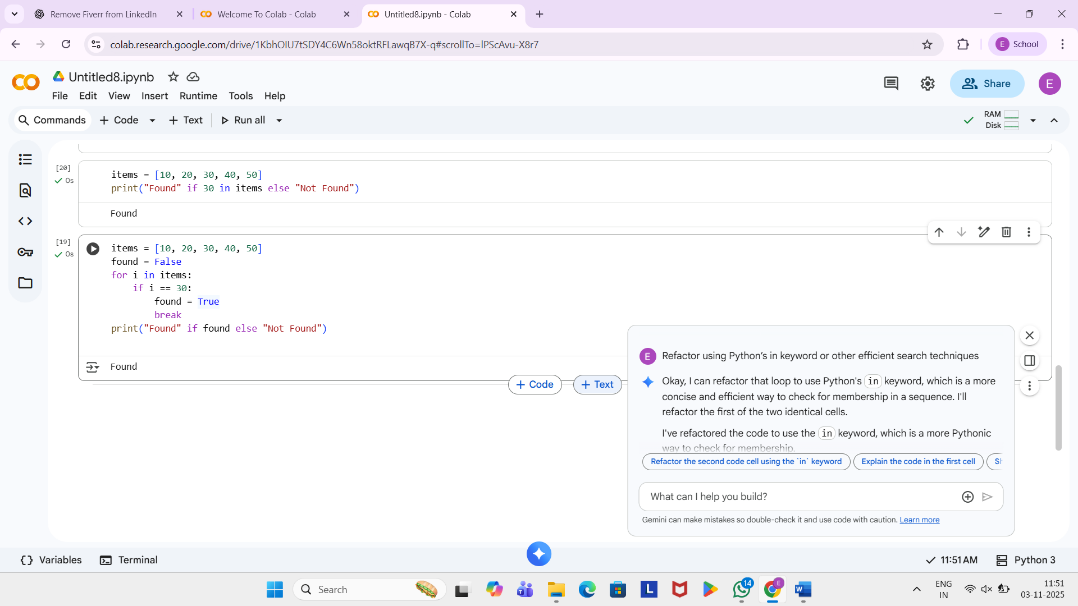 Remove Fiverr from LinkedIn
Welcome To Colab - Colab
Untitled8.ipynb - Colab
colab.research.google.com/drive/1KbhOIU7tSDY4C6Wn58oktRFLawqB7X-q#scrollTo=lPScAvu-X8r7
E School
Untitled8.ipynb
File Edit View Insert Runtime Tools Help
Share
E
Commands + Code + Text Run all
RAM
Disk
[20]
0s
items = [10, 20, 30, 40, 50]
print("Found" if 30 in items else "Not Found")
Found
[19]
0s
items = [10, 20, 30, 40, 50]
found = False
for i in items:
    if i == 30:
        found = True
        break
print("Found" if found else "Not Found")
Found
+ Code + Text
E Refactor using Python's in keyword or other efficient search techniques
Okay, I can refactor that loop to use Python's in keyword, which is a more
concise and efficient way to check for membership in a sequence. I'll
refactor the first of the two identical cells.
I've refactored the code to use the in keyword, which is a more Pythonic
way to check for membership.
Refactor the second code cell using the `in` keyword
Explain the code in the first cell
What can I help you build?
Gemini can make mistakes so double-check it and use code with caution. Learn more
Variables Terminal
11:51 AM Python 3
Search
14
ENG
IN
11:51
03-11-2025